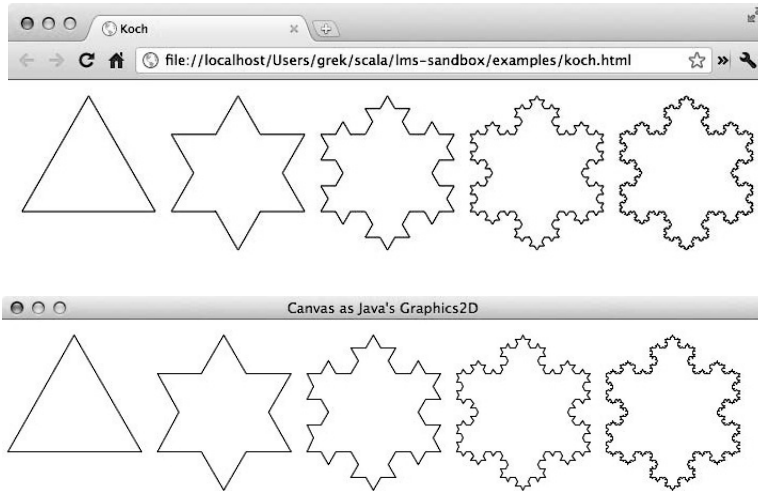 Koch
file://localhost/Users/grek/scala/lms-sandbox/examples/koch.html
Canvas as Java's Graphics2D